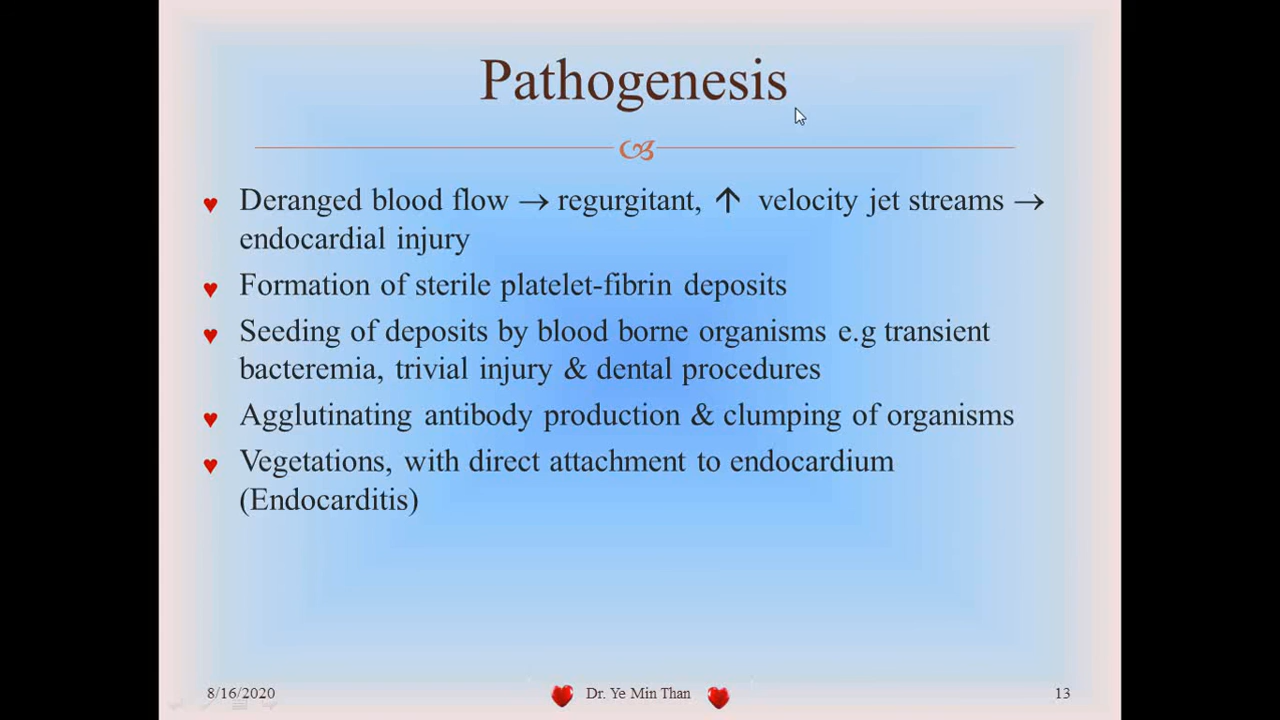 Pathogenesis
♥ Deranged blood flow → regurgitant, ↑ velocity jet streams →
endocardial injury
♥ Formation of sterile platelet-fibrin deposits
♥ Seeding of deposits by blood borne organisms e.g transient
bacteremia, trivial injury & dental procedures
♥ Agglutinating antibody production & clumping of organisms
♥ Vegetations, with direct attachment to endocardium
(Endocarditis)
8/16/2020 Dr. Ye Min Than 13